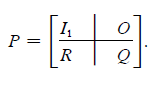 P = [ I₁ | O
R | Q ].